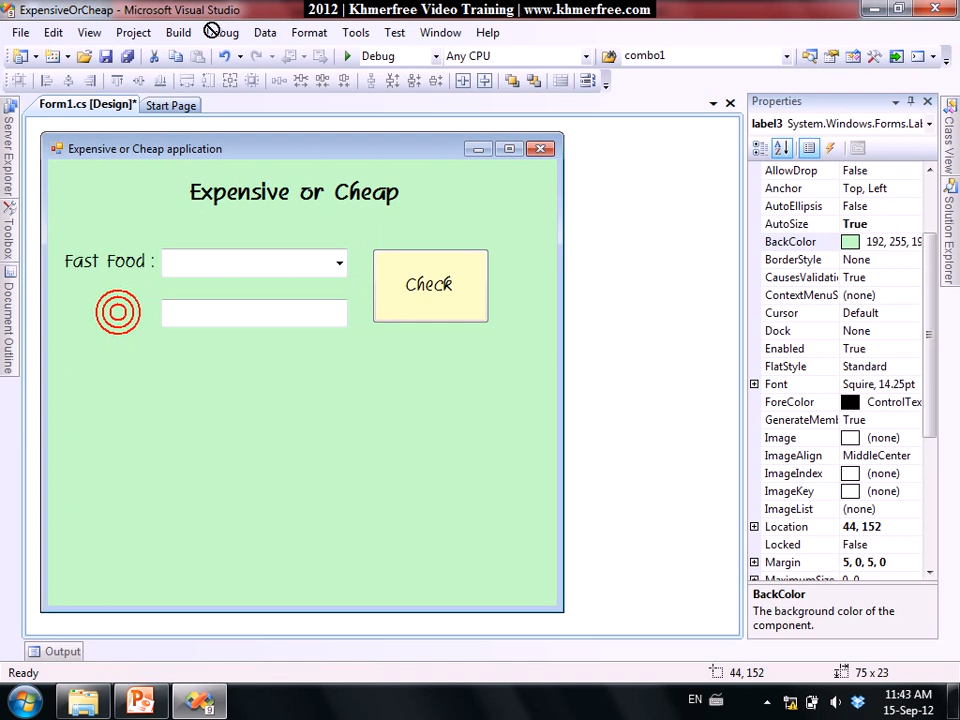 ExpensiveOrCheap - Microsoft Visual Studio
2012 | Khmerfree Video Training | www.khmerfree.com
File Edit View Project Build Debug Data Format Tools Test Window Help
Debug Any CPU combo1
Form1.cs [Design]* Start Page
Server Explorer
Toolbox
Document Outline
Expensive or Cheap application
Expensive or Cheap
Fast Food :
Check
Properties
label3 System.Windows.Forms.Lal
AllowDrop False
Anchor Top, Left
AutoEllipsis False
AutoSize True
BackColor 192, 255, 19
BorderStyle None
CausesValidati True
ContextMenuS (none)
Cursor Default
Dock None
Enabled True
FlatStyle Standard
Font Squire, 14.25pt
ForeColor ControlTex
GenerateMemb True
Image (none)
ImageAlign MiddleCenter
ImageIndex (none)
ImageKey (none)
ImageList (none)
Location 44, 152
Locked False
Margin 5, 0, 5, 0
MaximumSize 0, 0
BackColor
The background color of the
component.
Class View
Solution Explorer
Output
Ready 44, 152 75 x 23
EN 11:43 AM
15-Sep-12